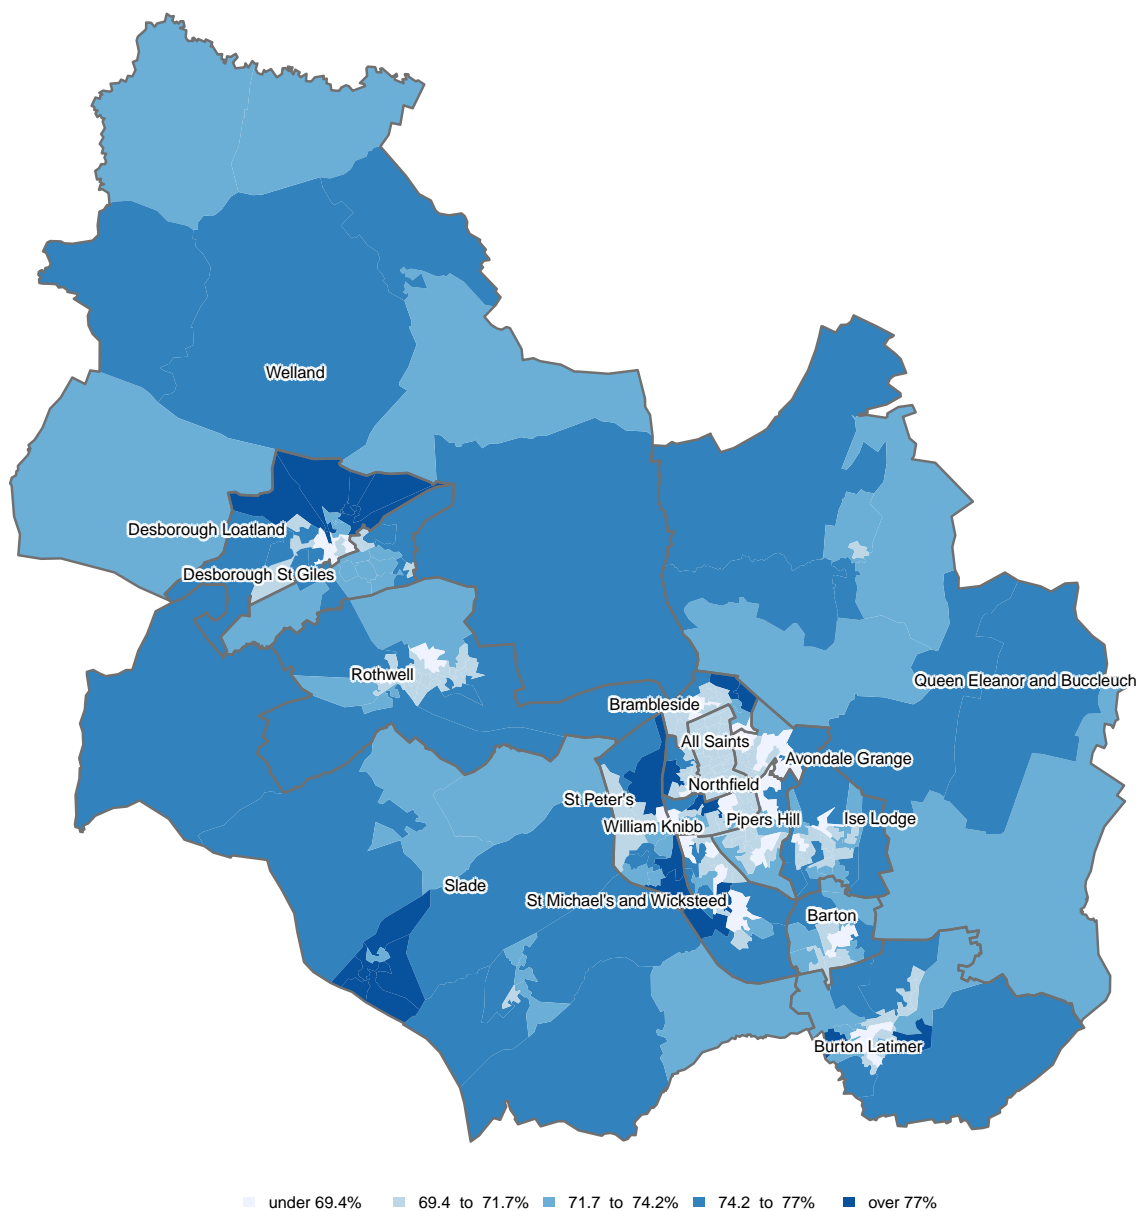 Welland
Desborough Loatland
Desborough St Giles
Rothwell
Queen Eleanor and Buccleuch
Brambleside
All Saints
Avondale Grange
Northfield
St Peter's
Pipers Hill
Ise Lodge
William Knibb
Slade
St Michael's and Wicksteed
Barton
Burton Latimer
under 69.4% 69.4 to 71.7% 71.7 to 74.2% 74.2 to 77% over 77%